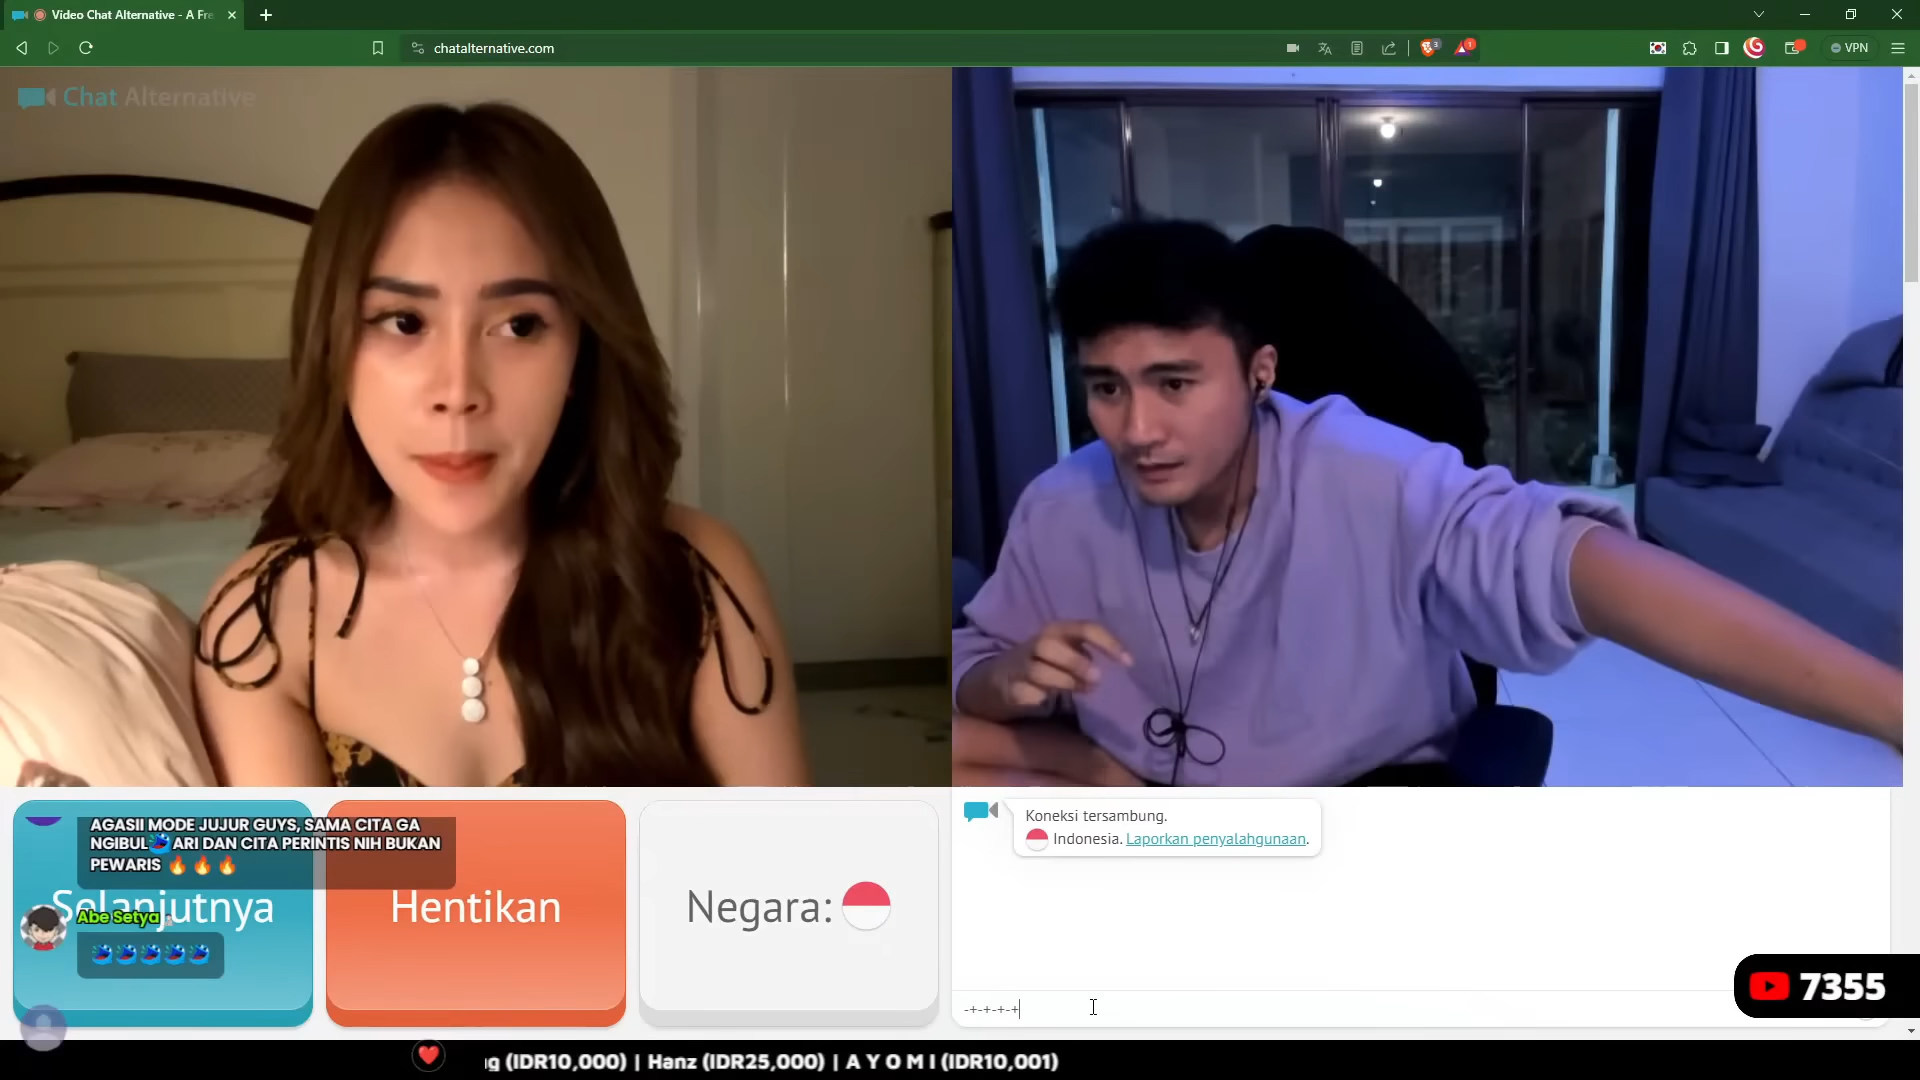 Video Chat Alternative - A Fre
chatalternative.com
3
1
VPN
Chat Alternative
Koneksi tersambung.
Indonesia. Laporkan penyalahgunaan.
AGASII MODE JUJUR GUYS, SAMA CITA GA
NGIBUL🌊 ARI DAN CITA PERINTIS NIH BUKAN
PEWARIS 🔥🔥🔥
Selanjutnya
Hentikan
Negara:
Abe Setya
-+-+-+-+
7355
g (IDR10,000) | Hanz (IDR25,000) | A Y O M I (IDR10,001)